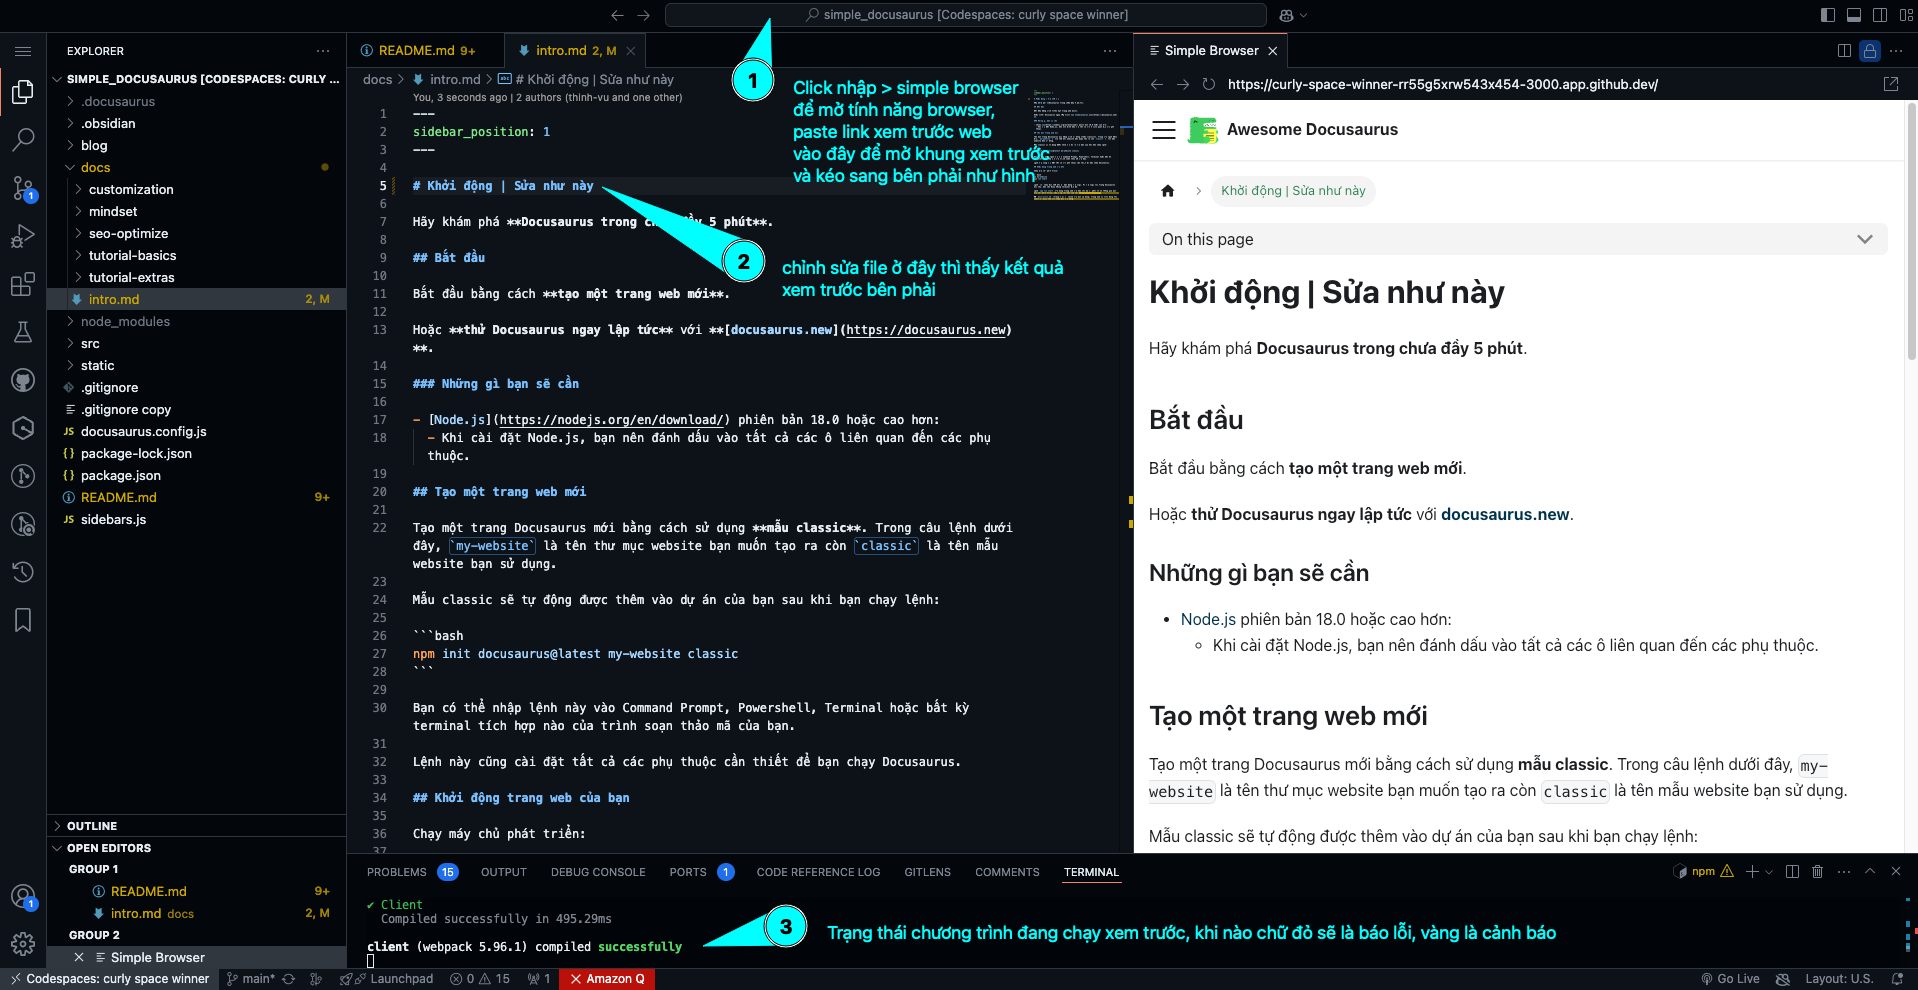 simple_docusaurus [Codespaces: curly space winner]
EXPLORER
SIMPLE_DOCUSAURUS [CODESPACES: CURLY ...
.docusaurus
.obsidian
blog
docs
customization
mindset
seo-optimize
tutorial-basics
tutorial-extras
intro.md 2, M
node_modules
src
static
.gitignore
.gitignore copy
JS docusaurus.config.js
{} package-lock.json
{} package.json
README.md 9+
JS sidebars.js
OUTLINE
OPEN EDITORS
GROUP 1
README.md 9+
intro.md docs 2, M
GROUP 2
Simple Browser
README.md 9+
intro.md 2, M
docs > intro.md > abc # Khởi động | Sửa như này
You, 3 seconds ago | 2 authors (thinh-vu and one other)
1 ---
2 sidebar_position: 1
3 ---
4
5 # Khởi động | Sửa như này
6
7 Hãy khám phá **Docusaurus trong ch đầy 5 phút**.
8
9 ## Bắt đầu
10
11 Bắt đầu bằng cách **tạo một trang web mới**.
12
13 Hoặc **thử Docusaurus ngay lập tức** với **[docusaurus.new](https://docusaurus.new)
**.
14
15 ### Những gì bạn sẽ cần
16
17 - [Node.js](https://nodejs.org/en/download/) phiên bản 18.0 hoặc cao hơn:
18 - Khi cài đặt Node.js, bạn nên đánh dấu vào tất cả các ô liên quan đến các phụ
thuộc.
19
20 ## Tạo một trang web mới
21
22 Tạo một trang Docusaurus mới bằng cách sử dụng **mẫu classic**. Trong câu lệnh dưới
đây, `my-website` là tên thư mục website bạn muốn tạo ra còn `classic` là tên mẫu
website bạn sử dụng.
23
24 Mẫu classic sẽ tự động được thêm vào dự án của bạn sau khi bạn chạy lệnh:
25
26 ```bash
27 npm init docusaurus@latest my-website classic
28 ```
29
30 Bạn có thể nhập lệnh này vào Command Prompt, Powershell, Terminal hoặc bất kỳ
terminal tích hợp nào của trình soạn thảo mã của bạn.
31
32 Lệnh này cũng cài đặt tất cả các phụ thuộc cần thiết để bạn chạy Docusaurus.
33
34 ## Khởi động trang web của bạn
35
36 Chạy máy chủ phát triển:
37
1
Click nhập > simple browser
để mở tính năng browser,
paste link xem trước web
vào đây để mở khung xem trước
và kéo sang bên phải như hình
2
chỉnh sửa file ở đây thì thấy kết quả
xem trước bên phải
Simple Browser
https://curly-space-winner-rr55g5xrw543x454-3000.app.github.dev/
Awesome Docusaurus
Khởi động | Sửa như này
On this page
Khởi động | Sửa như này
Hãy khám phá Docusaurus trong chưa đầy 5 phút.
Bắt đầu
Bắt đầu bằng cách tạo một trang web mới.
Hoặc thử Docusaurus ngay lập tức với docusaurus.new.
Những gì bạn sẽ cần
Node.js phiên bản 18.0 hoặc cao hơn:
Khi cài đặt Node.js, bạn nên đánh dấu vào tất cả các ô liên quan đến các phụ thuộc.
Tạo một trang web mới
Tạo một trang Docusaurus mới bằng cách sử dụng mẫu classic. Trong câu lệnh dưới đây, my-
website là tên thư mục website bạn muốn tạo ra còn classic là tên mẫu website bạn sử dụng.
Mẫu classic sẽ tự động được thêm vào dự án của bạn sau khi bạn chạy lệnh:
PROBLEMS 15 OUTPUT DEBUG CONSOLE PORTS 1 CODE REFERENCE LOG GITLENS COMMENTS TERMINAL
npm
✔ Client
Compiled successfully in 495.29ms
client (webpack 5.96.1) compiled successfully
3
Trạng thái chương trình đang chạy xem trước, khi nào chữ đỏ sẽ là báo lỗi, vàng là cảnh báo
Codespaces: curly space winner main* Launchpad 0 15 1 Amazon Q Go Live Layout: U.S.